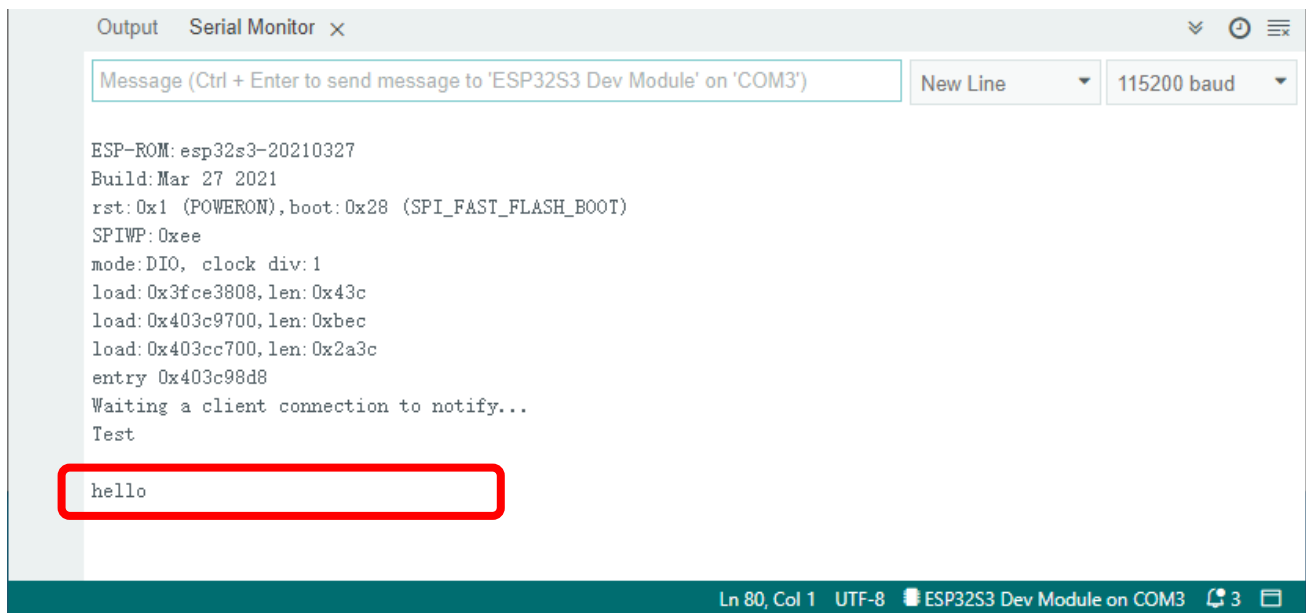 Output Serial Monitor
Message (Ctrl + Enter to send message to 'ESP32S3 Dev Module' on 'COM3') New Line 115200 baud
ESP-ROM:esp32s3-20210327
Build:Mar 27 2021
rst:0x1 (POWERON),boot:0x28 (SPI_FAST_FLASH_BOOT)
SPIWP:0xee
mode:DIO, clock div:1
load:0x3fce3808,len:0x43c
load:0x403c9700,len:0xbec
load:0x403cc700,len:0x2a3c
entry 0x403c98d8
Waiting a client connection to notify...
Test
hello
Ln 80, Col 1 UTF-8 ESP32S3 Dev Module on COM3 3